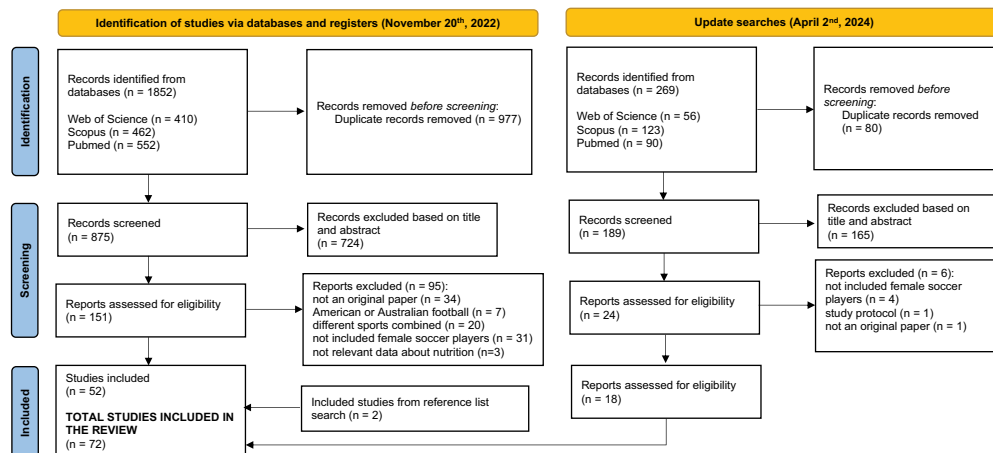 Identification of studies via databases and registers (November 20th, 2022)
Update searches (April 2nd, 2024)
Identification
Records identified from
databases (n = 1852)
Web of Science (n = 410)
Scopus (n = 462)
Pubmed (n = 552)
Records removed before screening:
Duplicate records removed (n = 977)
Records identified from
databases (n = 269)
Web of Science (n = 56)
Scopus (n = 123)
Pubmed (n = 90)
Records removed before
screening:
Duplicate records removed
(n = 80)
Screening
Records screened
(n = 875)
Records excluded based on title
and abstract
(n = 724)
Records screened
(n = 189)
Records excluded based on
title and abstract
(n = 165)
Reports assessed for eligibility
(n = 151)
Reports excluded (n = 95):
not an original paper (n = 34)
American or Australian football (n = 7)
different sports combined (n = 20)
not included female soccer players (n = 31)
not relevant data about nutrition (n=3)
Reports assessed for eligibility
(n = 24)
Reports excluded (n = 6):
not included female soccer
players (n = 4)
study protocol (n = 1)
not an original paper (n = 1)
Included
Studies included
(n = 52)
TOTAL STUDIES INCLUDED IN
THE REVIEW
(n = 72)
Included studies from reference list
search (n = 2)
Reports assessed for eligibility
(n = 18)